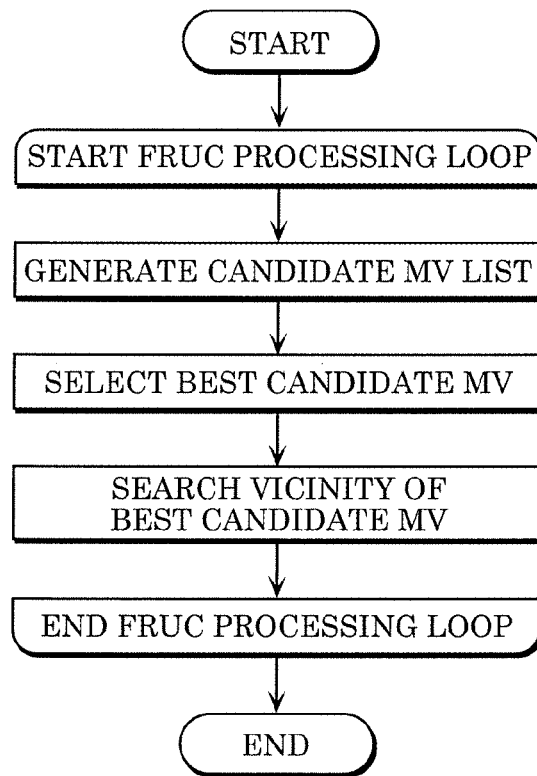 START
START FRUC PROCESSING LOOP
GENERATE CANDIDATE MV LIST
SELECT BEST CANDIDATE MV
SEARCH VICINITY OF
BEST CANDIDATE MV
END FRUC PROCESSING LOOP
END